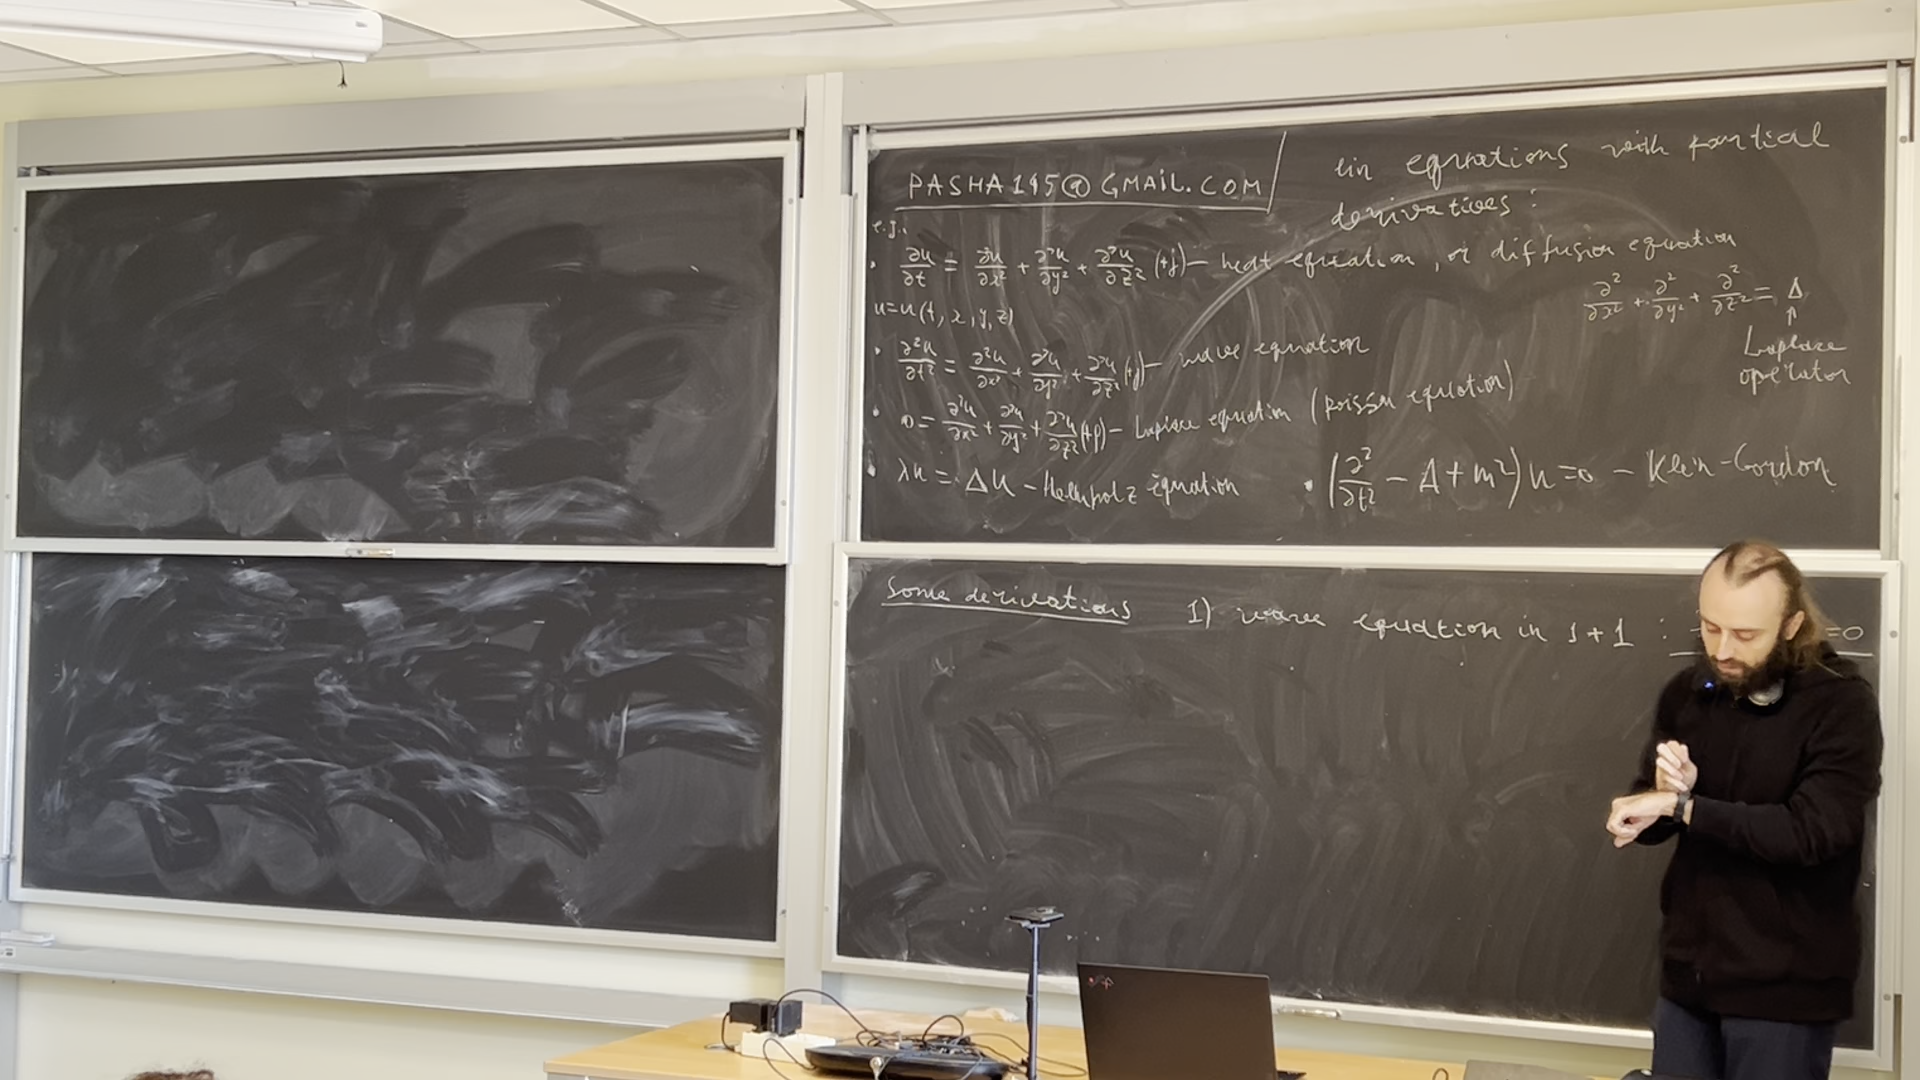 PASHA145@GMAIL.COM
lin equations with partial
derivatives:
e.g.:
• ∂u/∂t = ∂²u/∂x² + ∂²u/∂y² + ∂²u/∂z² (+f) – heat equation, or diffusion equation
∂²/∂x² + ∂²/∂y² + ∂²/∂z² = Δ
↑
Laplace
operator
u=u(t,x,y,z)
• ∂²u/∂t² = ∂²u/∂x² + ∂²u/∂y² + ∂²u/∂z² (+f) – wave equation
• 0 = ∂²u/∂x² + ∂²u/∂y² + ∂²u/∂z² (+f) – Laplace equation (Poisson equation)
• λu = Δu – Helmholz equation
• (∂²/∂t² – Δ + m²)u=0 – Klein-Gordon
Some derivations 1) wave equation in 1+1 : =0